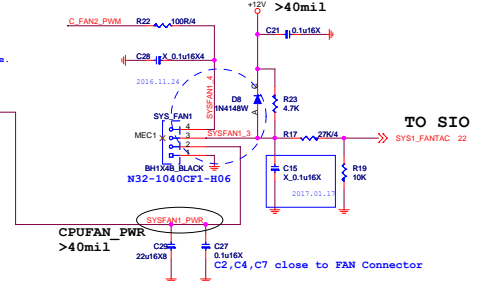 +12V >40mil
C_FAN2_PWM R22 100R/4
C21 0.1u16X
e.
C28 X_0.1u16X4
2016.11.24
SYSFAN1_4
D8
1N4148W
C
A
R23
4.7K
SYS_FAN1
TO SIO
4
MEC1 3 SYSFAN1_3 R17 27K/4 SYS1_FANTAC 22
2
1
BH1X4B_BLACK
N32-1040CF1-H06
C15
X_0.1u16X
R19
10K
2017.01.17
SYSFAN1_PWR
CPUFAN_PWR
>40mil
C29
22u16X8
C27
0.1u16X
C2,C4,C7 close to FAN Connector